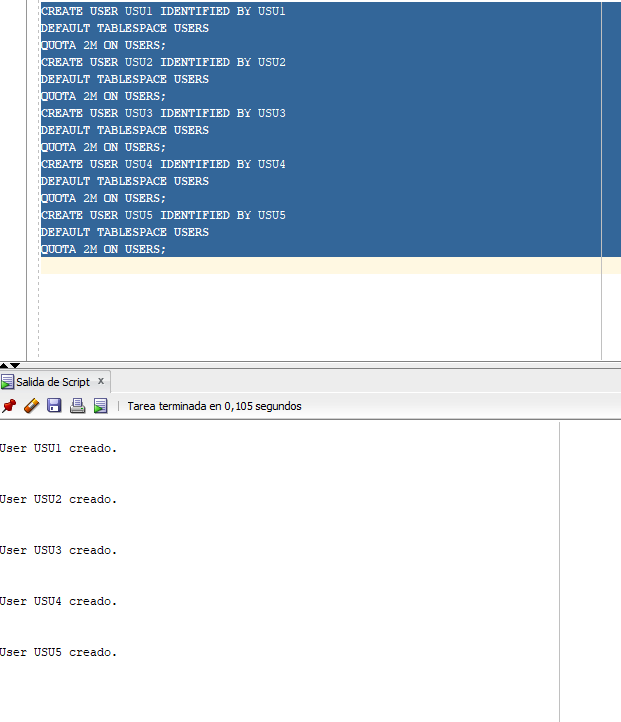 CREATE USER USU1 IDENTIFIED BY USU1
DEFAULT TABLESPACE USERS
QUOTA 2M ON USERS;
CREATE USER USU2 IDENTIFIED BY USU2
DEFAULT TABLESPACE USERS
QUOTA 2M ON USERS;
CREATE USER USU3 IDENTIFIED BY USU3
DEFAULT TABLESPACE USERS
QUOTA 2M ON USERS;
CREATE USER USU4 IDENTIFIED BY USU4
DEFAULT TABLESPACE USERS
QUOTA 2M ON USERS;
CREATE USER USU5 IDENTIFIED BY USU5
DEFAULT TABLESPACE USERS
QUOTA 2M ON USERS;
Salida de Script x
Tarea terminada en 0,105 segundos
User USU1 creado.
User USU2 creado.
User USU3 creado.
User USU4 creado.
User USU5 creado.